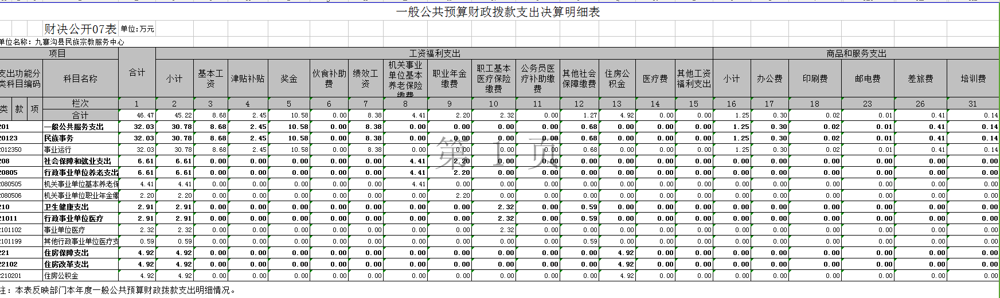 一般公共预算财政拨款支出决算明细表
财决公开07表 单位:万元
单位名称：九寨沟县民族宗教服务中心
项目 合计 工资福利支出 商品和服务支出
支出功能分类科目编码 科目名称 小计 基本工资 津贴补贴 奖金 伙食补助费 绩效工资 机关事业单位基本养老保险缴费 职业年金缴费 职工基本医疗保险缴费 公务员医疗补助缴费 其他社会保障缴费 住房公积金 医疗费 其他工资福利支出 小计 办公费 印刷费 邮电费 差旅费 培训费
类 款 项 栏次 1 2 3 4 5 6 7 8 9 10 11 12 13 14 15 16 17 18 23 26 31
合计 46.47 45.22 8.68 2.45 10.58 0.00 8.38 4.41 2.20 2.32 0.00 1.27 4.92 0.00 0.00 1.25 0.30 0.02 0.01 0.41 0.14
201 一般公共服务支出 32.03 30.78 8.68 2.45 10.58 0.00 8.38 0.00 0.00 0.00 0.00 0.68 0.00 0.00 0.00 1.25 0.30 0.02 0.01 0.41 0.14
20123 民族事务 32.03 30.78 8.68 2.45 10.58 0.00 8.38 0.00 0.00 0.00 0.00 0.68 0.00 0.00 0.00 1.25 0.30 0.02 0.01 0.41 0.14
2012350 事业运行 32.03 30.78 8.68 2.45 10.58 0.00 8.38 0.00 0.00 0.00 0.00 0.68 0.00 0.00 0.00 1.25 0.30 0.02 0.01 0.41 0.14
第 1 页
208 社会保障和就业支出 6.61 6.61 0.00 0.00 0.00 0.00 0.00 4.41 2.20 0.00 0.00 0.00 0.00 0.00 0.00 0.00 0.00 0.00 0.00 0.00 0.00
20805 行政事业单位养老支出 6.61 6.61 0.00 0.00 0.00 0.00 0.00 4.41 2.20 0.00 0.00 0.00 0.00 0.00 0.00 0.00 0.00 0.00 0.00 0.00 0.00
2080505 机关事业单位基本养老保 4.41 4.41 0.00 0.00 0.00 0.00 0.00 4.41 0.00 0.00 0.00 0.00 0.00 0.00 0.00 0.00 0.00 0.00 0.00 0.00 0.00
2080506 机关事业单位职业年金缴 2.20 2.20 0.00 0.00 0.00 0.00 0.00 0.00 2.20 0.00 0.00 0.00 0.00 0.00 0.00 0.00 0.00 0.00 0.00 0.00 0.00
210 卫生健康支出 2.91 2.91 0.00 0.00 0.00 0.00 0.00 0.00 0.00 2.32 0.00 0.59 0.00 0.00 0.00 0.00 0.00 0.00 0.00 0.00 0.00
21011 行政事业单位医疗 2.91 2.91 0.00 0.00 0.00 0.00 0.00 0.00 0.00 2.32 0.00 0.59 0.00 0.00 0.00 0.00 0.00 0.00 0.00 0.00 0.00
2101102 事业单位医疗 2.32 2.32 0.00 0.00 0.00 0.00 0.00 0.00 0.00 2.32 0.00 0.00 0.00 0.00 0.00 0.00 0.00 0.00 0.00 0.00 0.00
2101199 其他行政事业单位医疗支 0.59 0.59 0.00 0.00 0.00 0.00 0.00 0.00 0.00 0.00 0.00 0.59 0.00 0.00 0.00 0.00 0.00 0.00 0.00 0.00 0.00
221 住房保障支出 4.92 4.92 0.00 0.00 0.00 0.00 0.00 0.00 0.00 0.00 0.00 0.00 4.92 0.00 0.00 0.00 0.00 0.00 0.00 0.00 0.00
22102 住房改革支出 4.92 4.92 0.00 0.00 0.00 0.00 0.00 0.00 0.00 0.00 0.00 0.00 4.92 0.00 0.00 0.00 0.00 0.00 0.00 0.00 0.00
2210201 住房公积金 4.92 4.92 0.00 0.00 0.00 0.00 0.00 0.00 0.00 0.00 0.00 0.00 4.92 0.00 0.00 0.00 0.00 0.00 0.00 0.00 0.00
注：本表反映部门本年度一般公共预算财政拨款支出明细情况。